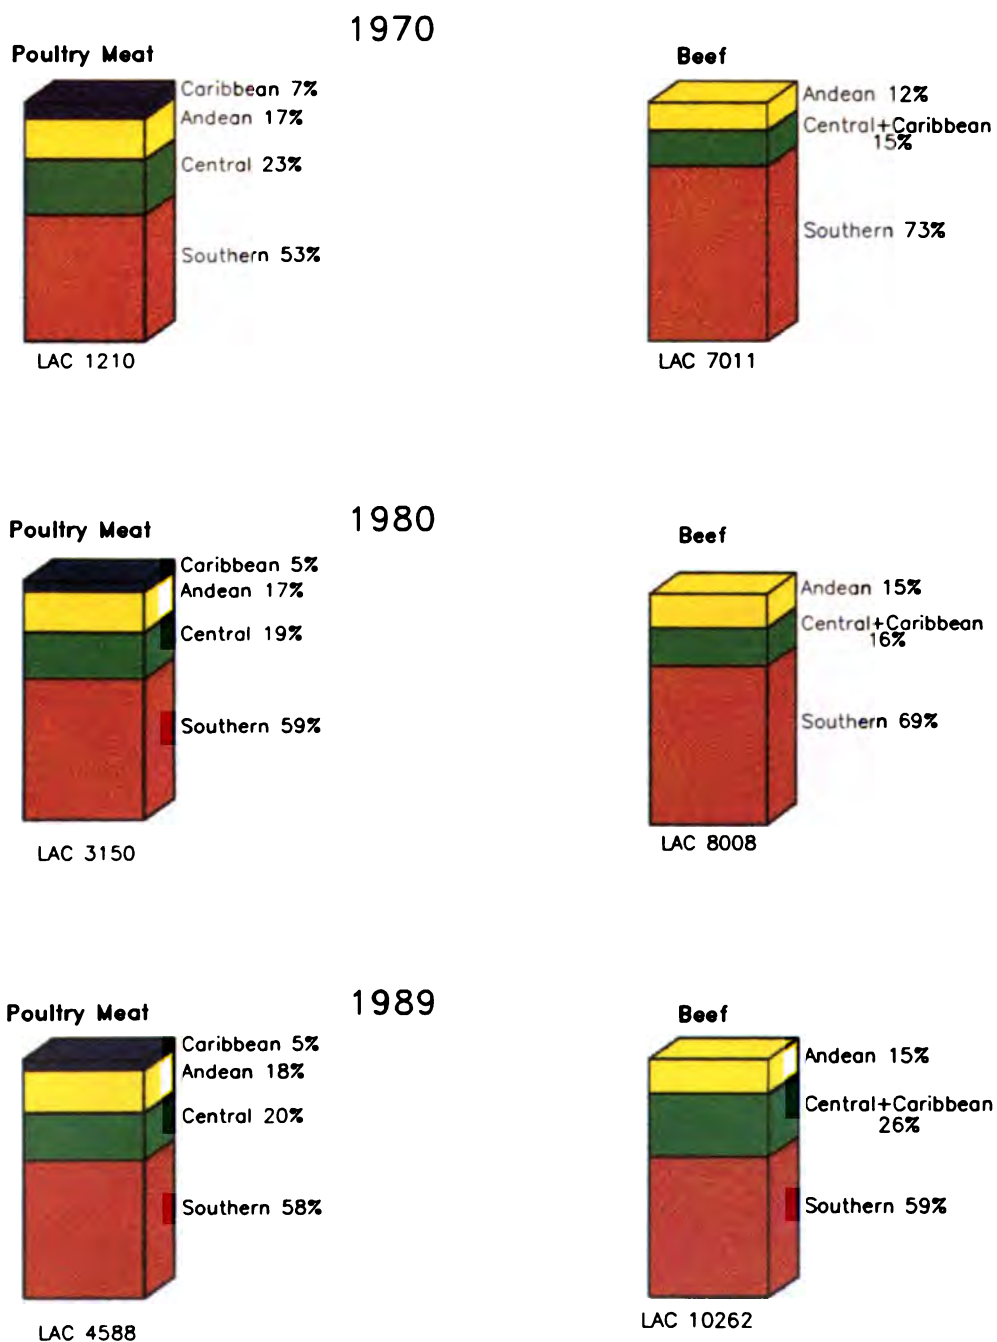 1970
Poultry Meat
Caribbean 7%
Andean 17%
Central 23%
Southern 53%
LAC 1210
Beef
Andean 12%
Central+Caribbean
15%
Southern 73%
LAC 7011
1980
Poultry Meat
Caribbean 5%
Andean 17%
Central 19%
Southern 59%
LAC 3150
Beef
Andean 15%
Central+Caribbean
16%
Southern 69%
LAC 8008
1989
Poultry Meat
Caribbean 5%
Andean 18%
Central 20%
Southern 58%
LAC 4588
Beef
Andean 15%
Central+Caribbean
26%
Southern 59%
LAC 10262